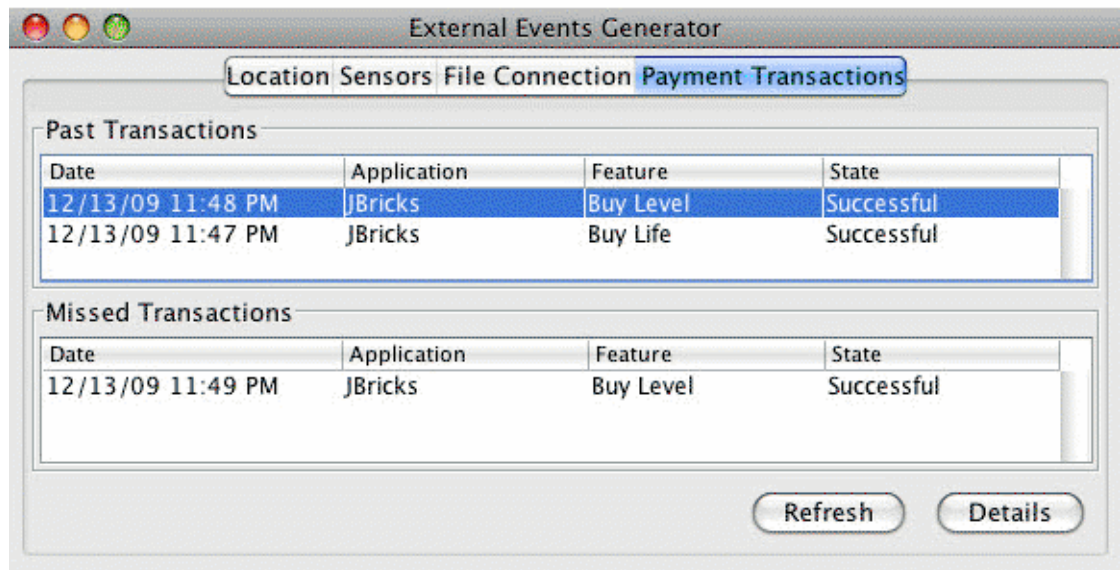 External Events Generator
Location Sensors File Connection Payment Transactions
Past Transactions
Date Application Feature State
12/13/09 11:48 PM JBricks Buy Level Successful
12/13/09 11:47 PM JBricks Buy Life Successful
Missed Transactions
Date Application Feature State
12/13/09 11:49 PM JBricks Buy Level Successful
Refresh Details